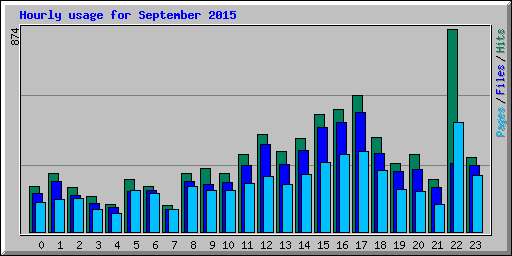 Hourly usage for September 2015
874
Pages / Files / Hits
0 1 2 3 4 5 6 7 8 9 10 11 12 13 14 15 16 17 18 19 20 21 22 23